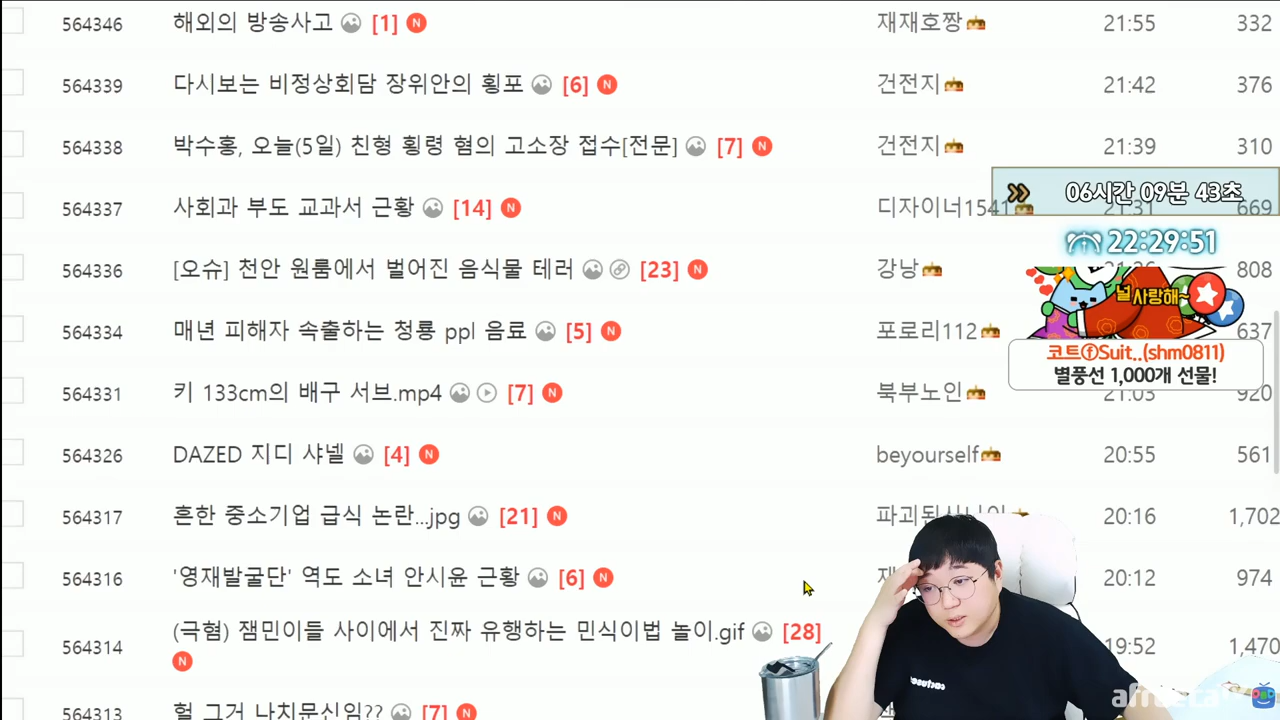 564346 해외의 방송사고 [1] N 재재호짱 21:55 332
564339 다시보는 비정상회담 장위안의 횡포 [6] N 건전지 21:42 376
564338 박수홍, 오늘(5일) 친형 횡령 혐의 고소장 접수[전문] [7] N 건전지 21:39 310
06시간 09분 43초
564337 사회과 부도 교과서 근황 [14] N 디자이너1541 21:31 669
22:29:51
564336 [오슈] 천안 원룸에서 벌어진 음식물 테러 [23] N 강낭 808
널 사랑해~
564334 매년 피해자 속출하는 청룡 ppl 음료 [5] N 포로리112 637
코트ⓕSuit..(shm0811)
별풍선 1,000개 선물!
564331 키 133cm의 배구 서브.mp4 [7] N 북부노인 21:03 920
564326 DAZED 지디 샤넬 [4] N beyourself 20:55 561
564317 흔한 중소기업 급식 논란...jpg [21] N 20:16 1,702
564316 '영재발굴단' 역도 소녀 안시윤 근황 [6] N 20:12 974
564314 (극혐) 잼민이들 사이에서 진짜 유행하는 민식이법 놀이.gif [28] 19:52 1,470
N
564313 헐 그거 나치문신임?? [7] N